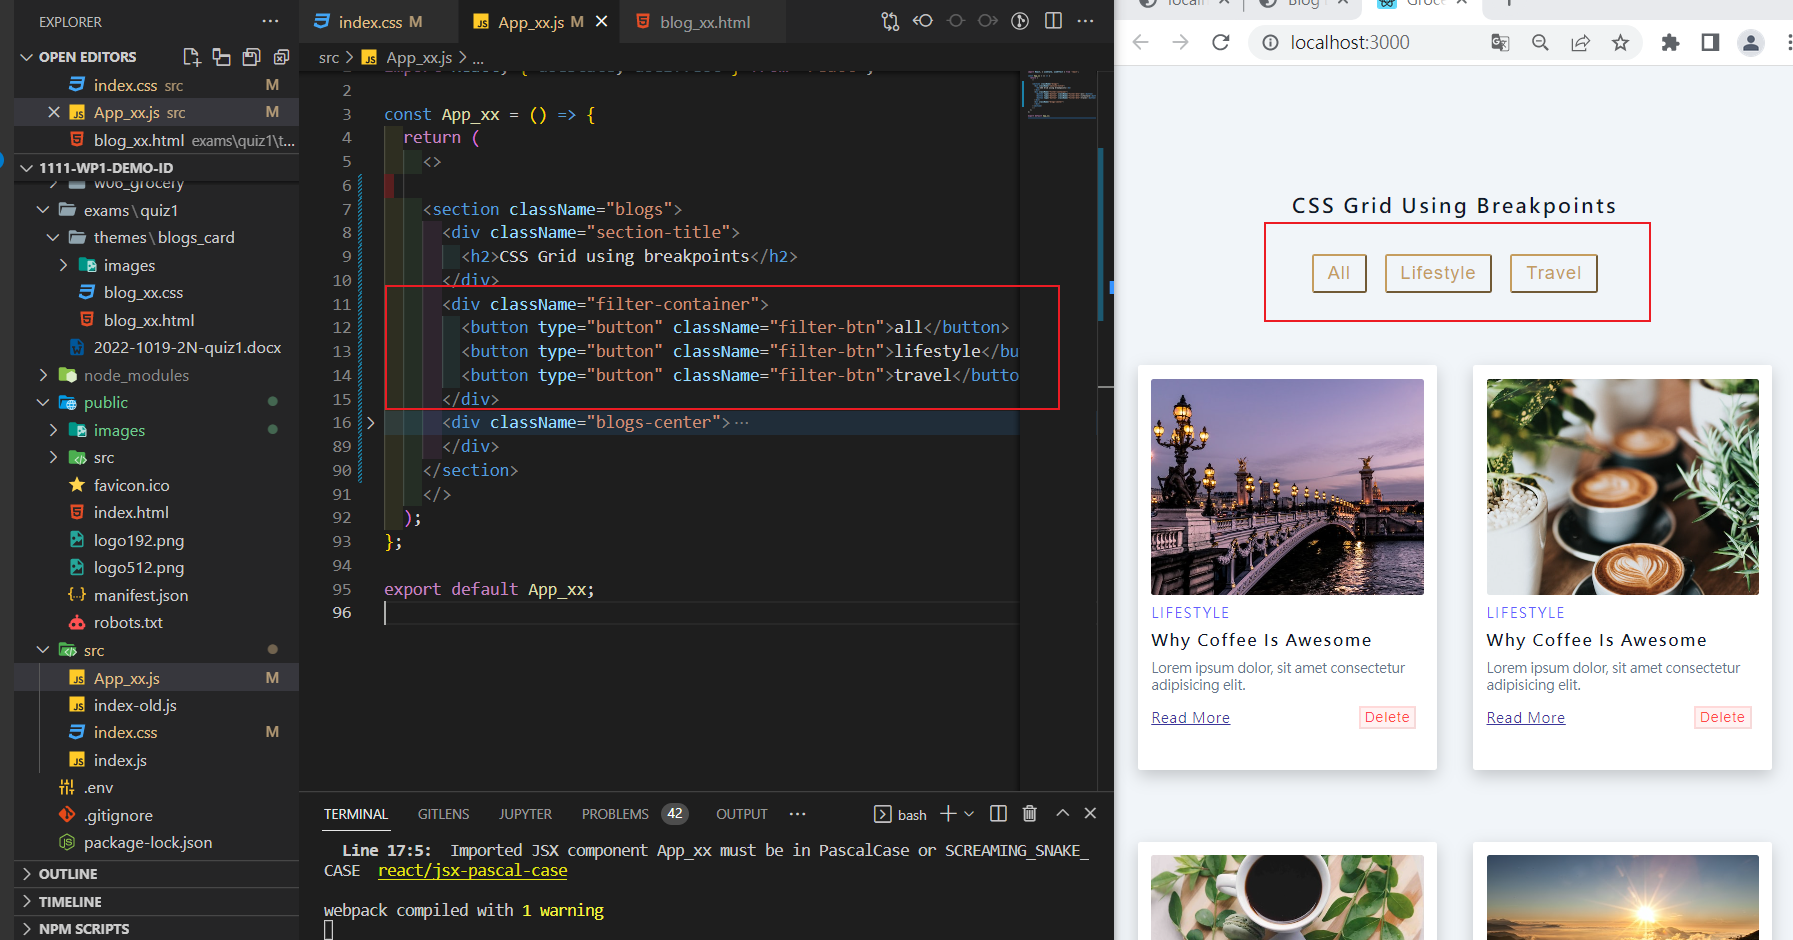 EXPLORER
OPEN EDITORS
index.css src M
App_xx.js src M
blog_xx.html exams\quiz1\t...
1111-WP1-DEMO-ID
w06_grocery
exams\quiz1
themes\blogs_card
images
blog_xx.css
blog_xx.html
2022-1019-2N-quiz1.docx
node_modules
public
images
src
favicon.ico
index.html
logo192.png
logo512.png
manifest.json
robots.txt
src
App_xx.js M
index-old.js
index.css M
index.js
.env
.gitignore
package-lock.json
OUTLINE
TIMELINE
NPM SCRIPTS
index.css M
App_xx.js M
blog_xx.html
src > App_xx.js > ...
2
3 const App_xx = () => {
4 return (
5 <>
6
7 <section className="blogs">
8 <div className="section-title">
9 <h2>CSS Grid using breakpoints</h2>
10 </div>
11 <div className="filter-container">
12 <button type="button" className="filter-btn">all</button>
13 <button type="button" className="filter-btn">lifestyle</bu
14 <button type="button" className="filter-btn">travel</butto
15 </div>
16 <div className="blogs-center">···
89 </div>
90 </section>
91 </>
92 );
93 };
94
95 export default App_xx;
96
TERMINAL GITLENS JUPYTER PROBLEMS 42 OUTPUT ··· bash
Line 17:5: Imported JSX component App_xx must be in PascalCase or SCREAMING_SNAKE_
CASE react/jsx-pascal-case
webpack compiled with 1 warning
localhost:3000
CSS Grid Using Breakpoints
All Lifestyle Travel
LIFESTYLE
Why Coffee Is Awesome
Lorem ipsum dolor, sit amet consectetur
adipisicing elit.
Read More Delete
LIFESTYLE
Why Coffee Is Awesome
Lorem ipsum dolor, sit amet consectetur
adipisicing elit.
Read More Delete